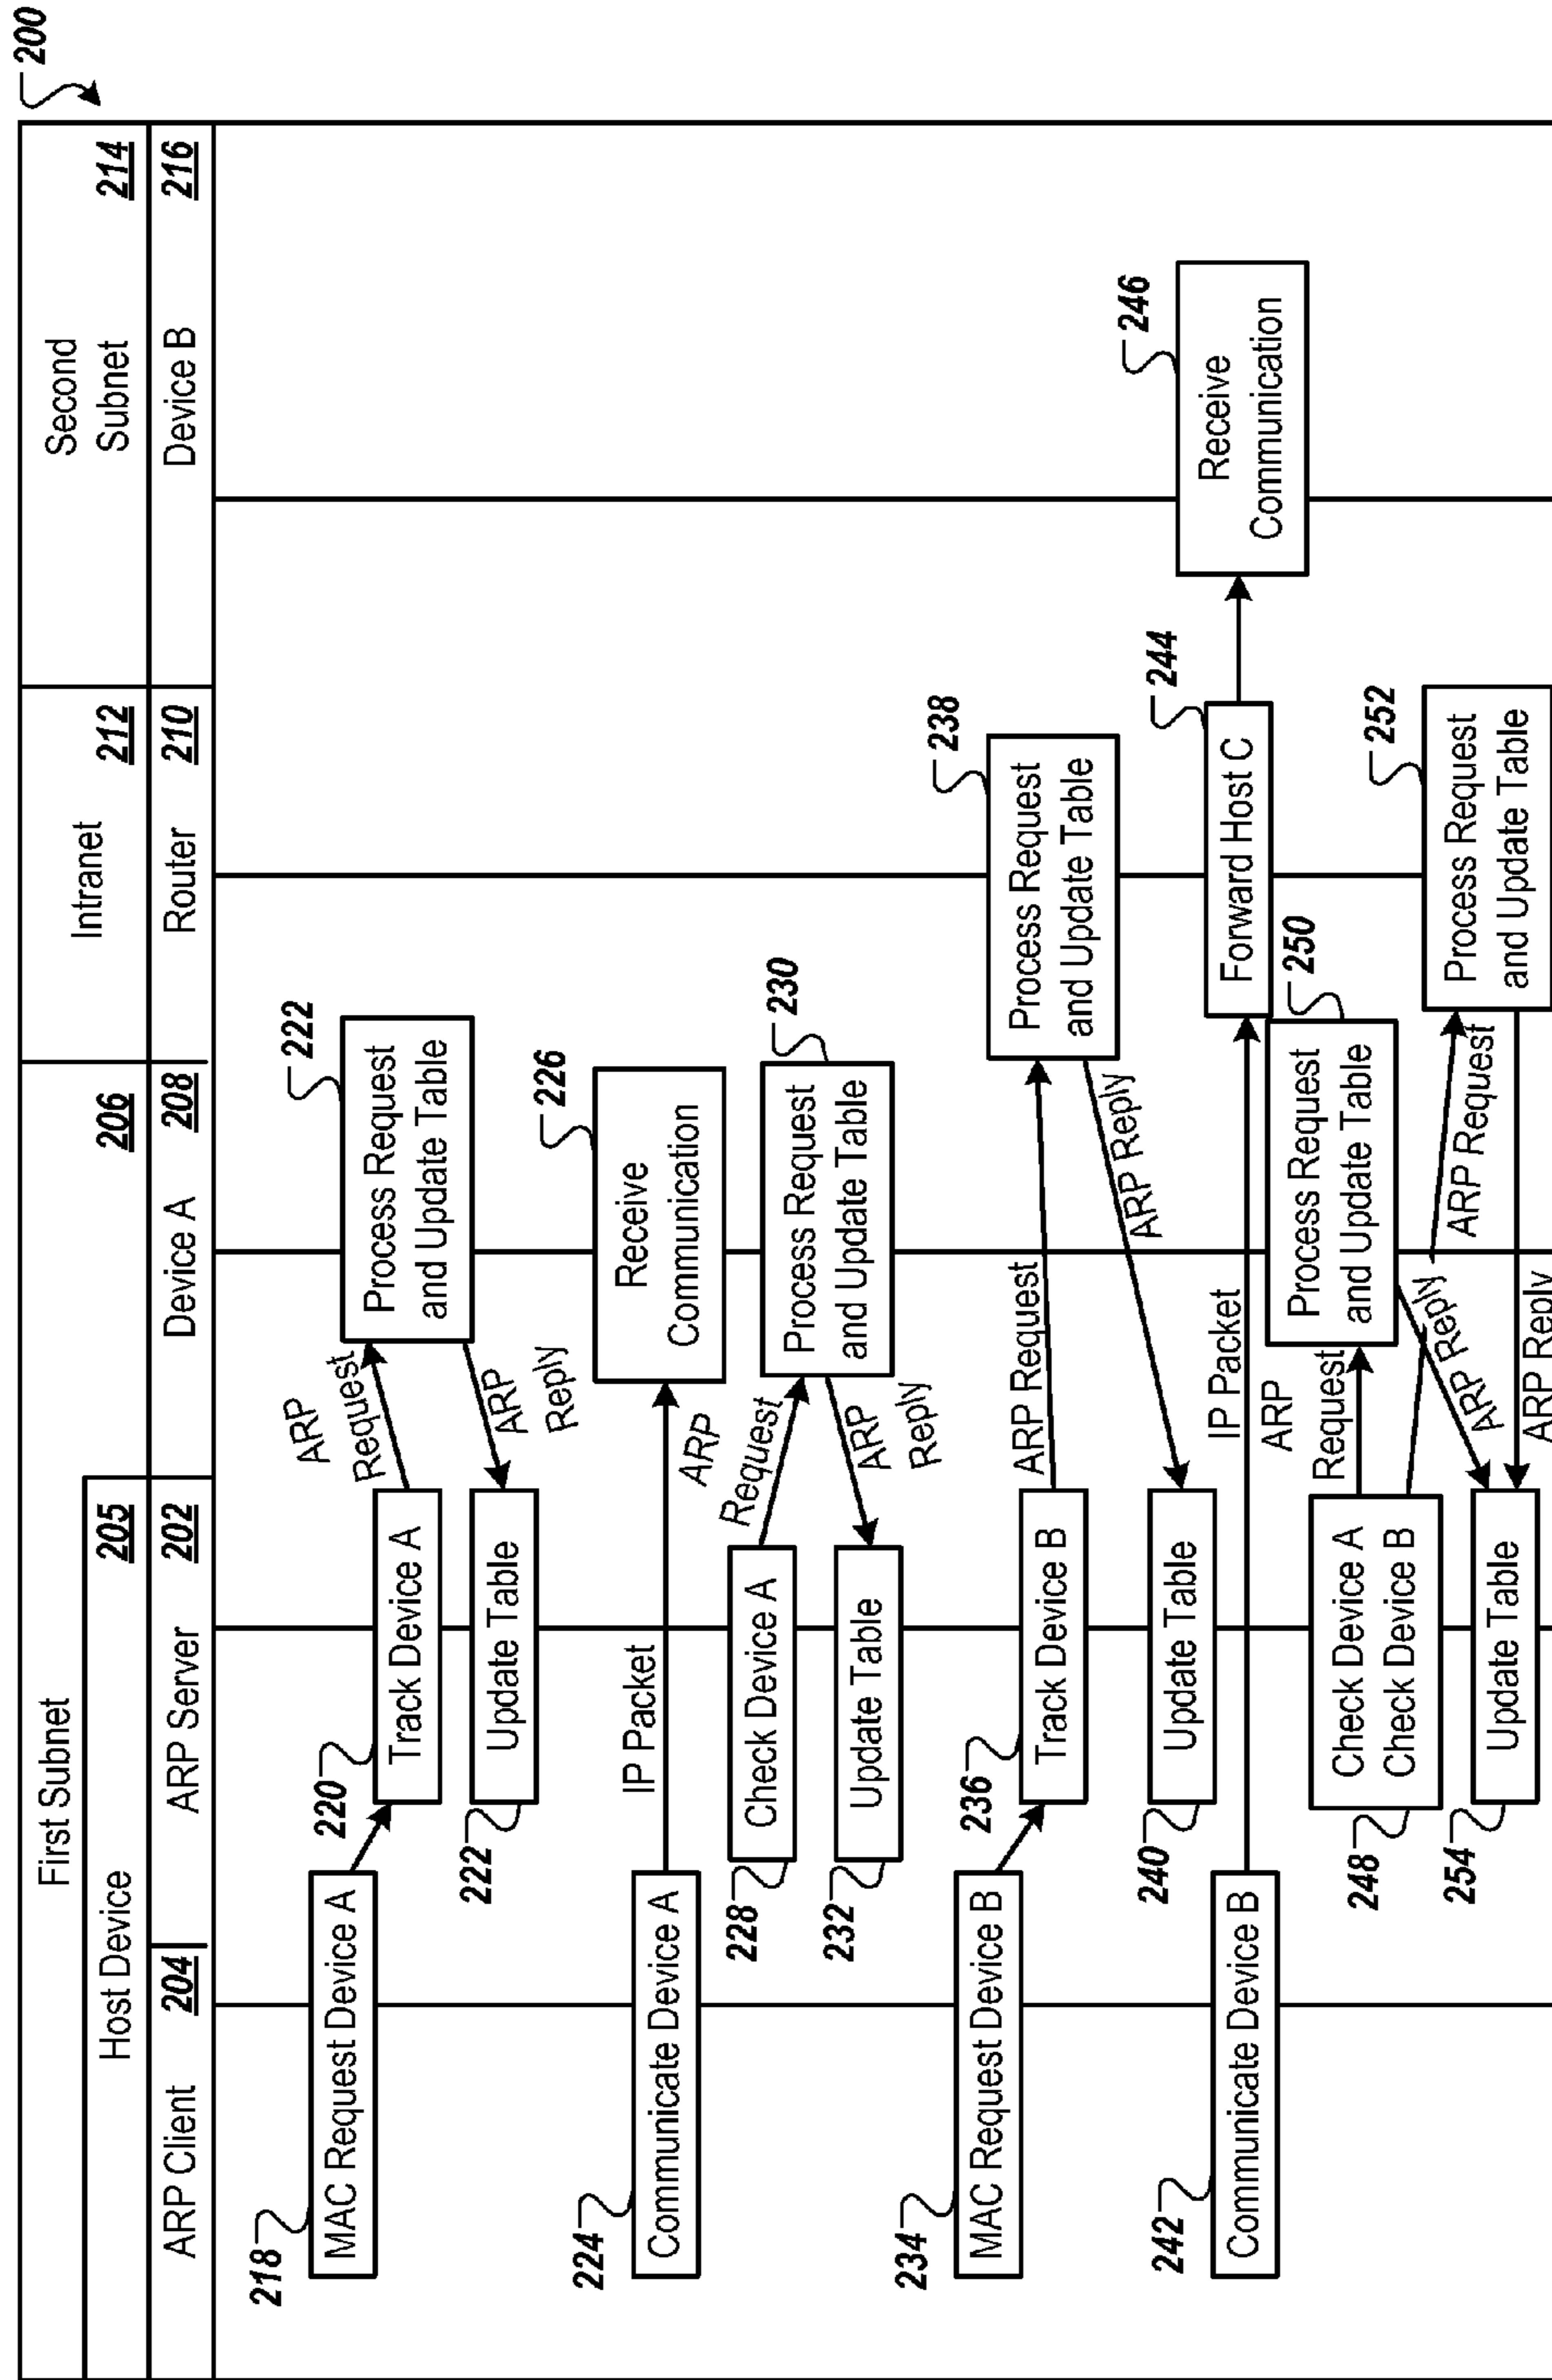 200
First Subnet
Intranet
Second
Subnet
Host Device
205
206
212
214
ARP Client
204
ARP Server
202
Device A
208
Router
210
Device B
216
218
MAC Request Device A
220
Track Device A
ARP
Request
222
Process Request
and Update Table
ARP
Reply
222
Update Table
224
Communicate Device A
IP Packet
226
Receive
Communication
228
Check Device A
ARP
Request
230
Process Request
and Update Table
ARP
Reply
232
Update Table
234
MAC Request Device B
236
Track Device B
ARP Request
238
Process Request
and Update Table
ARP Reply
240
Update Table
242
Communicate Device B
IP Packet
244
Forward Host C
246
Receive
Communication
248
Check Device A
Check Device B
ARP
Request
250
Process Request
and Update Table
ARP Reply
ARP Request
252
Process Request
and Update Table
ARP Reply
254
Update Table